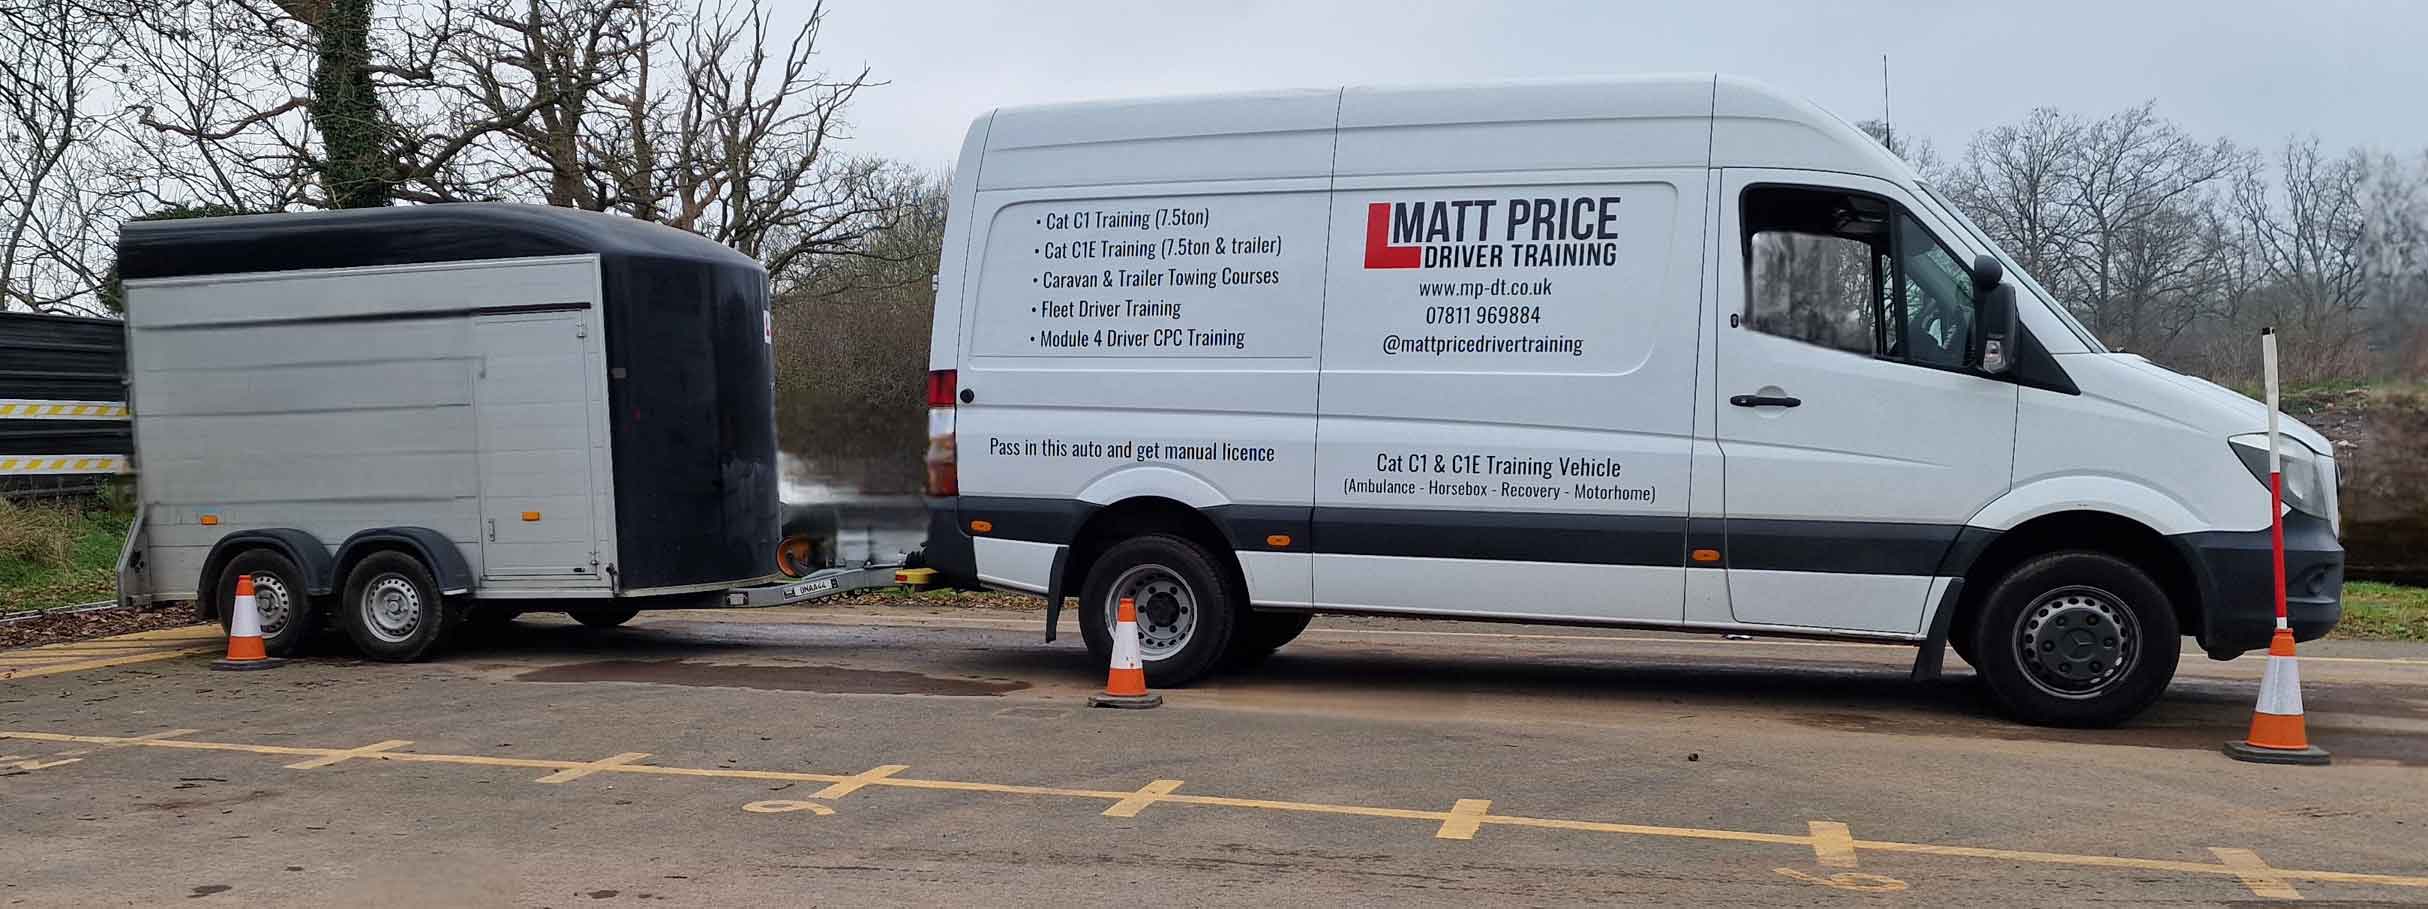 • Cat C1 Training (7.5ton)
• Cat C1E Training (7.5ton & trailer)
• Caravan & Trailer Towing Courses
• Fleet Driver Training
• Module 4 Driver CPC Training
Pass in this auto and get manual licence
MATT PRICE
DRIVER TRAINING
www.mp-dt.co.uk
07811 969884
@mattpricedrivertraining
Cat C1 & C1E Training Vehicle
(Ambulance - Horsebox - Recovery - Motorhome)